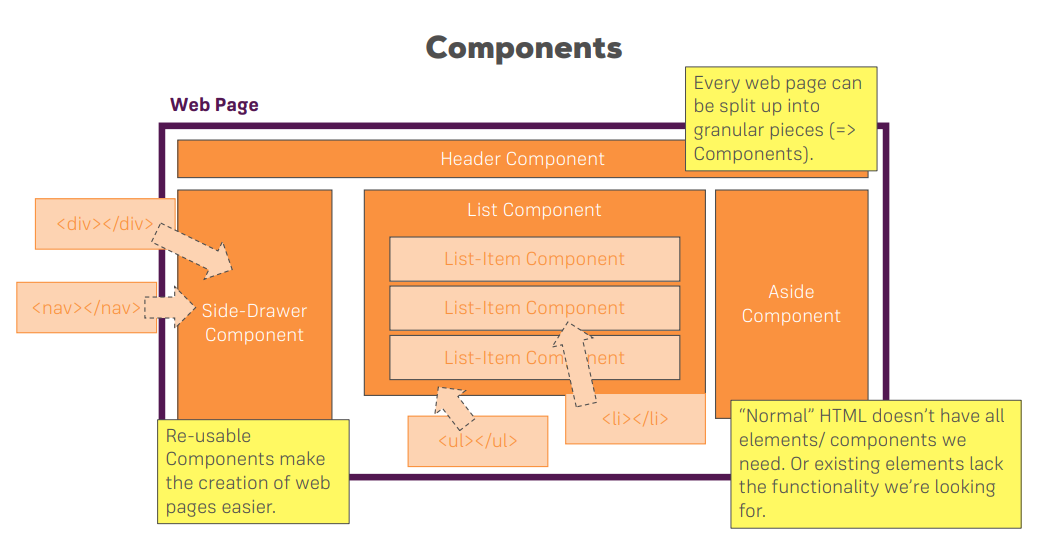 Components
Web Page
Every web page can
be split up into
granular pieces (=>
Components).
Header Component
<div></div>
<nav></nav>
Side-Drawer
Component
List Component
List-Item Component
List-Item Component
List-Item Component
<ul></ul>
<li></li>
Aside
Component
Re-usable
Components make
the creation of web
pages easier.
“Normal” HTML doesn’t have all
elements/ components we
need. Or existing elements lack
the functionality we’re looking
for.